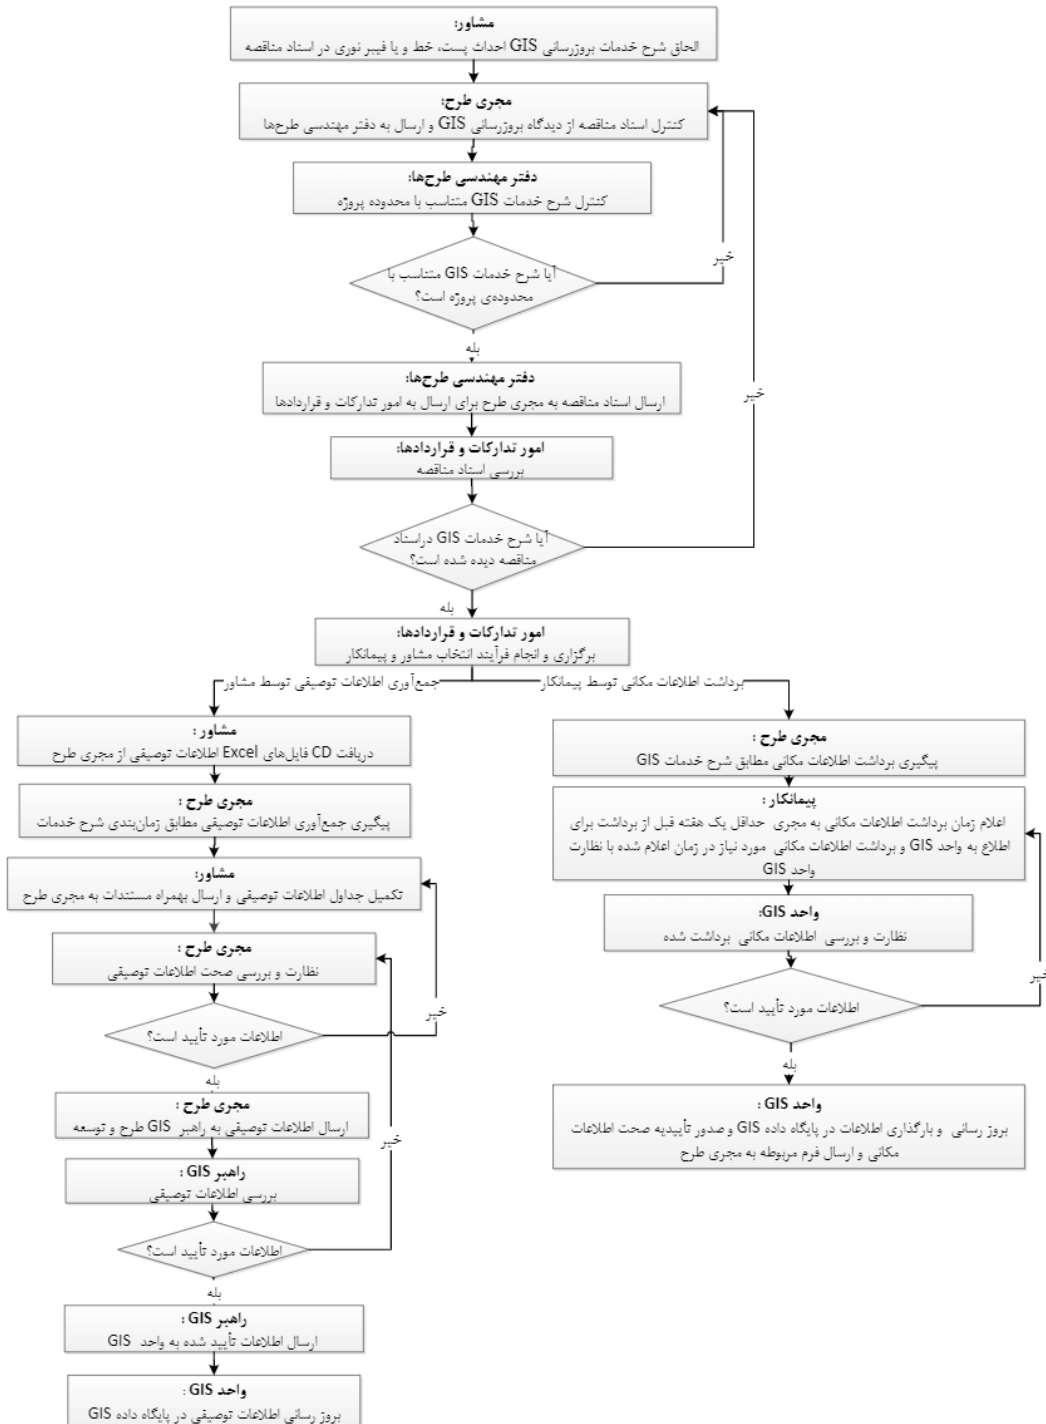 مشاور:
الحاق شرح خدمات بروزرسانی GIS احداث پست، خط و یا فیبر نوری در اسناد مناقصه
مجری طرح:
کنترل اسناد مناقصه از دیدگاه بروزرسانی GIS و ارسال به دفتر مهندسی طرح‌ها
دفتر مهندسی طرح‌ها:
کنترل شرح خدمات GIS متناسب با محدوده پروژه
خیر
آیا شرح خدمات GIS متناسب با
محدوده‌ی پروژه است؟
بله
دفتر مهندسی طرح‌ها:
ارسال اسناد مناقصه به مجری طرح برای ارسال به امور تدارکات و قراردادها
خیر
امور تدارکات و قراردادها:
بررسی اسناد مناقصه
آیا شرح خدمات GIS دراسناد
مناقصه دیده شده است؟
بله
امور تدارکات و قراردادها:
برگزاری و انجام فرآیند انتخاب مشاور و پیمانکار
برداشت اطلاعات مکانی توسط پیمانکار
جمع‌آوری اطلاعات توصیفی توسط مشاور
مجری طرح :
پیگیری برداشت اطلاعات مکانی مطابق شرح خدمات GIS
پیمانکار :
اعلام زمان برداشت اطلاعات مکانی به مجری حداقل یک هفته قبل از برداشت برای
اطلاع به واحد GIS و برداشت اطلاعات مکانی مورد نیاز در زمان اعلام شده با نظارت
واحد GIS
واحد GIS:
نظارت و بررسی اطلاعات مکانی برداشت شده
خیر
اطلاعات مورد تأیید است؟
بله
واحد GIS :
بروز رسانی و بارگذاری اطلاعات در پایگاه داده GIS و صدور تأییدیه صحت اطلاعات
مکانی و ارسال فرم مربوطه به مجری طرح
مشاور :
دریافت CD فایل‌های Excel اطلاعات توصیفی از مجری طرح
مجری طرح :
پیگیری جمع‌آوری اطلاعات توصیفی مطابق زمان‌بندی شرح خدمات
مشاور:
تکمیل جداول اطلاعات توصیفی و ارسال بهمراه مستندات به مجری طرح
مجری طرح :
نظارت و بررسی صحت اطلاعات توصیفی
خیر
اطلاعات مورد تأیید است؟
بله
مجری طرح :
ارسال اطلاعات توصیفی به راهبر GIS طرح و توسعه
خیر
راهبر GIS :
بررسی اطلاعات توصیفی
اطلاعات مورد تأیید است؟
بله
راهبر GIS :
ارسال اطلاعات تأیید شده به واحد GIS
واحد GIS :
بروز رسانی اطلاعات توصیفی در پایگاه داده GIS